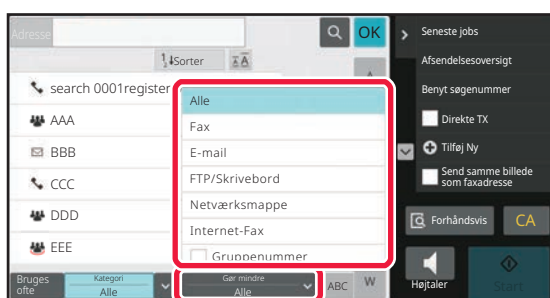 Adresse
OK
1↓Sorter
A
search 0001register
AAA
BBB
CCC
DDD
EEE
Alle
Fax
E-mail
FTP/Skrivebord
Netværksmappe
Internet-Fax
Gruppenummer
Bruges
ofte
Kategori
Alle
Gør mindre
Alle
ABC
W
Seneste jobs
Afsendelsesoversigt
Benyt søgenummer
Direkte TX
Tilføj Ny
Send samme billede
som faxadresse
Forhåndsvis
CA
Højtaler
Start